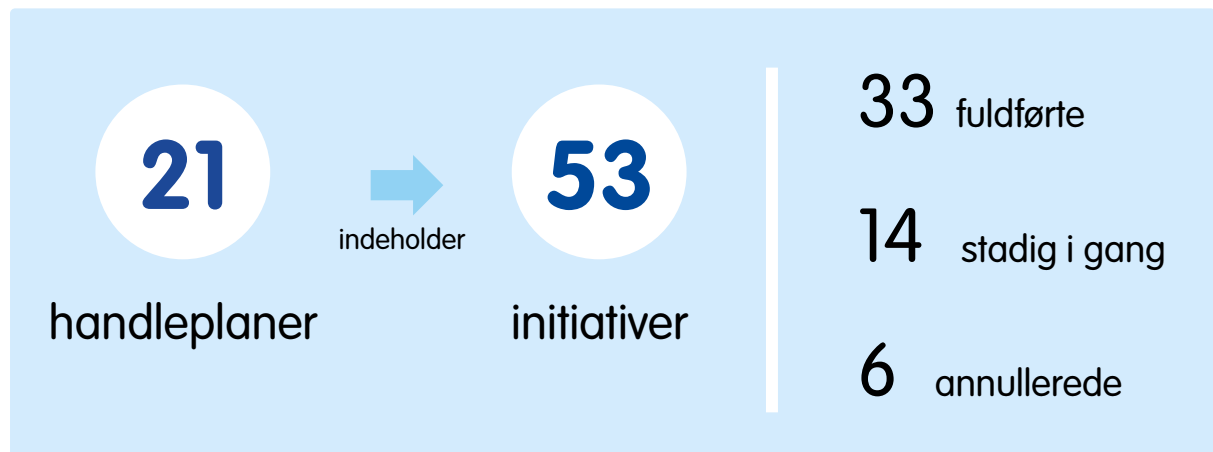 21
handleplaner
indeholder
53
initiativer
33 fuldførte
14 stadig i gang
6 annullerede